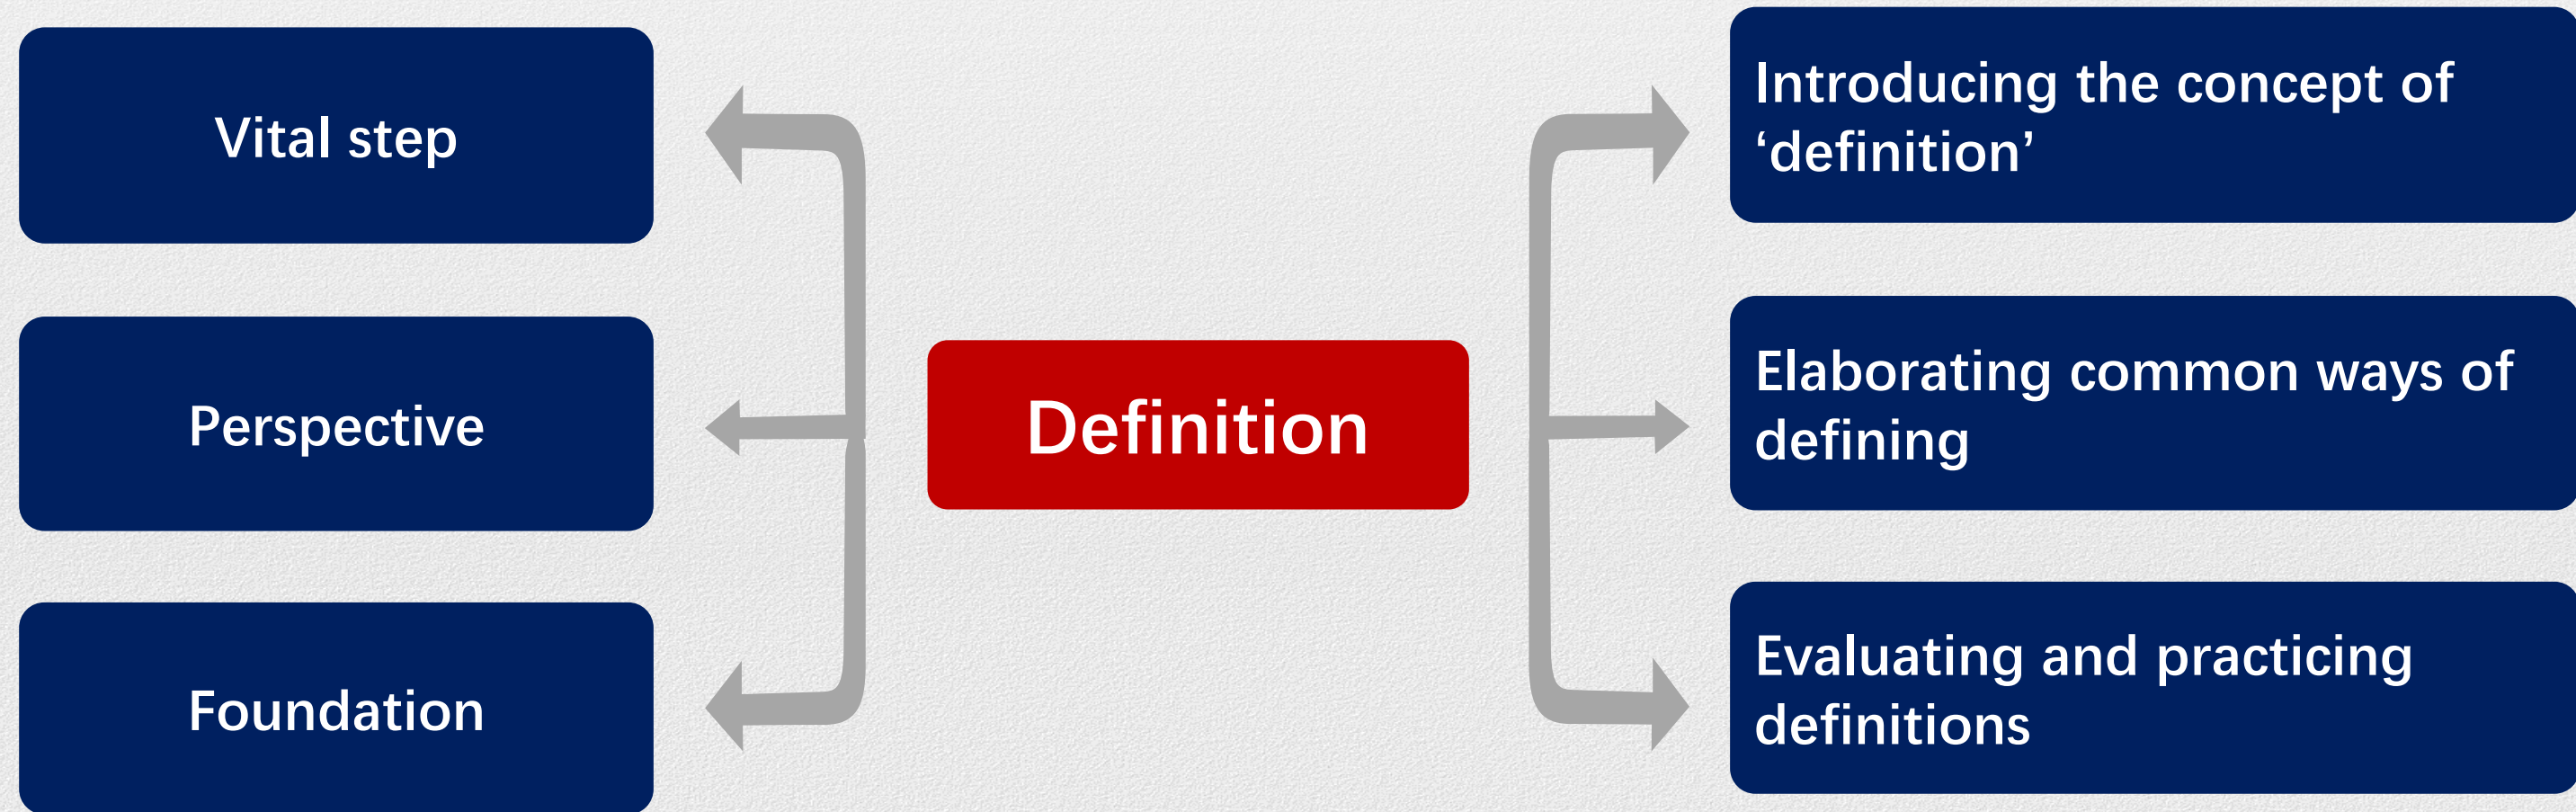 Vital step
Perspective
Foundation
Definition
Introducing the concept of
‘definition’
Elaborating common ways of
defining
Evaluating and practicing
definitions